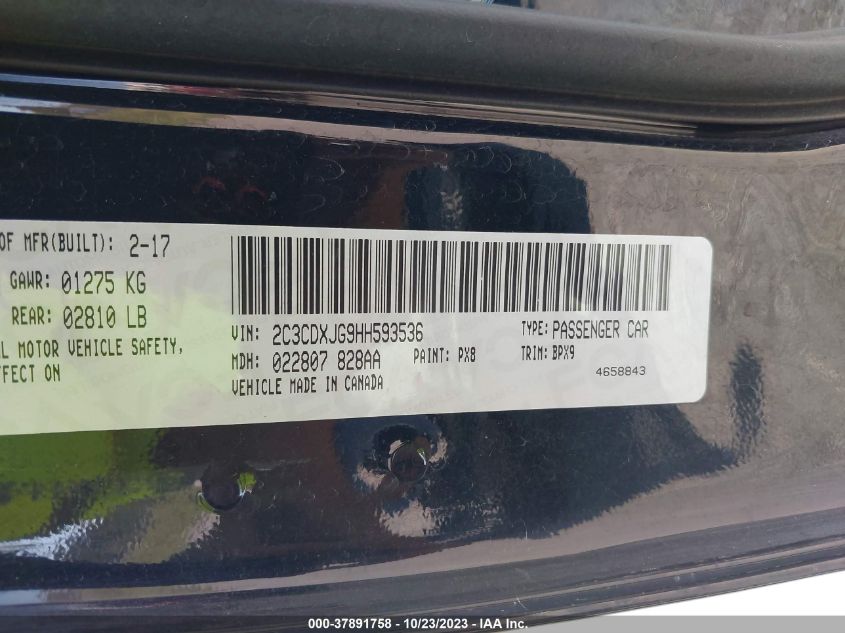 OF MFR(BUILT): 2-17
GAWR: 01275 KG
REAR: 02810 LB
L MOTOR VEHICLE SAFETY,
FFECT ON
VIN: 2C3CDXJG9HH593536 TYPE: PASSENGER CAR
MDH: 022807 828AA PAINT: PX8 TRIM: BPX9
VEHICLE MADE IN CANADA 4658843
000-37891758 - 10/23/2023 - IAA, Inc.